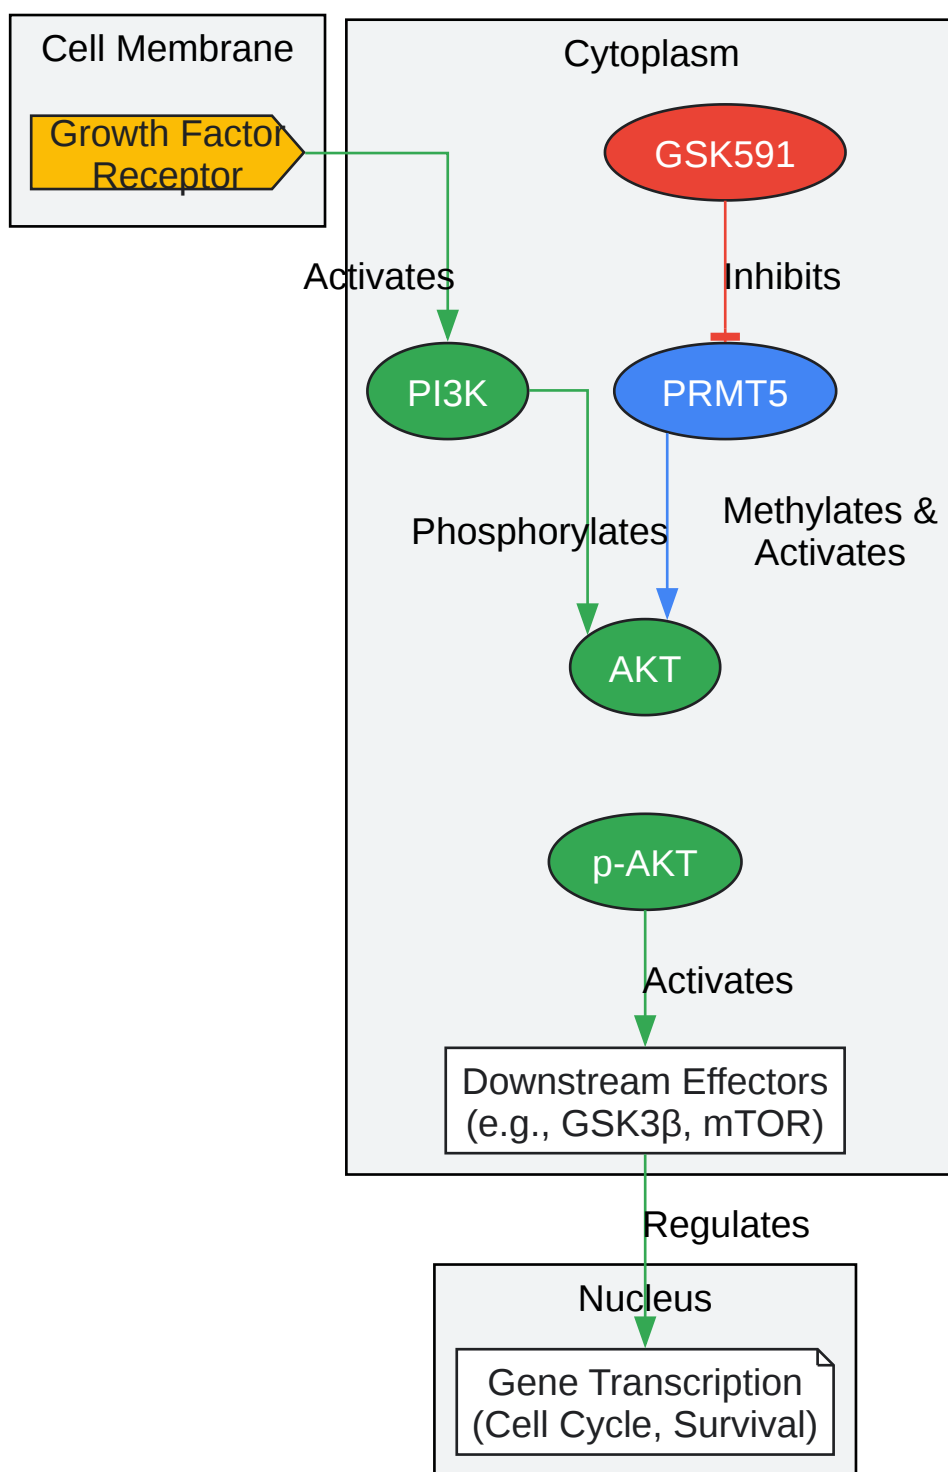 Cell Membrane
Growth Factor
Receptor
Cytoplasm
GSK591
Activates
Inhibits
PI3K
PRMT5
Phosphorylates
Methylates &
Activates
AKT
p-AKT
Activates
Downstream Effectors
(e.g., GSK3β, mTOR)
Regulates
Nucleus
Gene Transcription
(Cell Cycle, Survival)